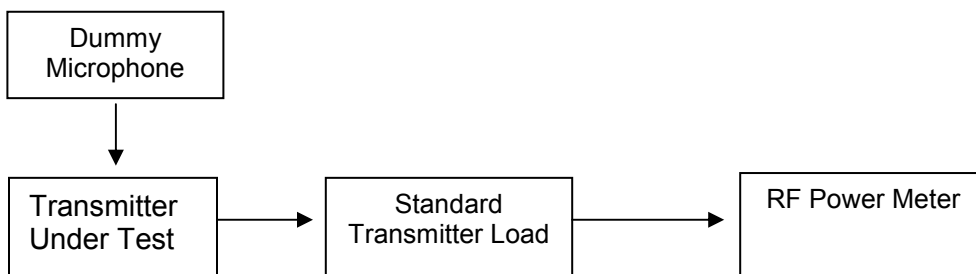 Dummy
Microphone
Transmitter
Under Test
Standard
Transmitter Load
RF Power Meter